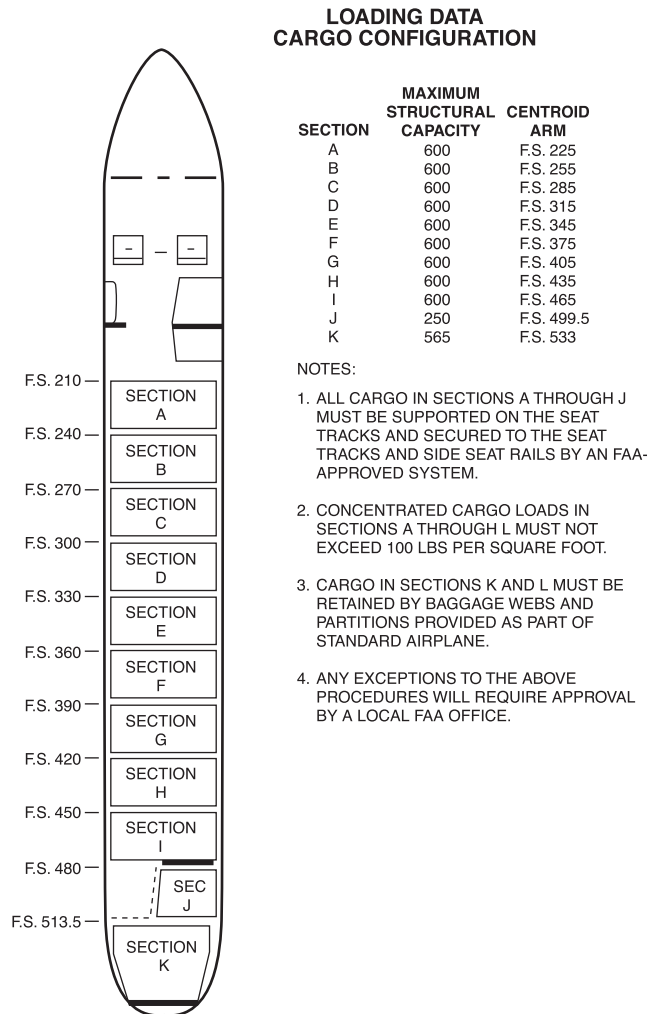 LOADING DATA
CARGO CONFIGURATION
MAXIMUM
STRUCTURAL CENTROID
SECTION CAPACITY ARM
A 600 F.S. 225
B 600 F.S. 255
C 600 F.S. 285
D 600 F.S. 315
E 600 F.S. 345
F 600 F.S. 375
G 600 F.S. 405
H 600 F.S. 435
I 600 F.S. 465
J 250 F.S. 499.5
K 565 F.S. 533
NOTES:
1. ALL CARGO IN SECTIONS A THROUGH J
MUST BE SUPPORTED ON THE SEAT
TRACKS AND SECURED TO THE SEAT
TRACKS AND SIDE SEAT RAILS BY AN FAA-
APPROVED SYSTEM.
2. CONCENTRATED CARGO LOADS IN
SECTIONS A THROUGH L MUST NOT
EXCEED 100 LBS PER SQUARE FOOT.
3. CARGO IN SECTIONS K AND L MUST BE
RETAINED BY BAGGAGE WEBS AND
PARTITIONS PROVIDED AS PART OF
STANDARD AIRPLANE.
4. ANY EXCEPTIONS TO THE ABOVE
PROCEDURES WILL REQUIRE APPROVAL
BY A LOCAL FAA OFFICE.
F.S. 210
SECTION
A
F.S. 240
SECTION
B
F.S. 270
SECTION
C
F.S. 300
SECTION
D
F.S. 330
SECTION
E
F.S. 360
SECTION
F
F.S. 390
SECTION
G
F.S. 420
SECTION
H
F.S. 450
SECTION
I
F.S. 480
SEC
J
F.S. 513.5
SECTION
K